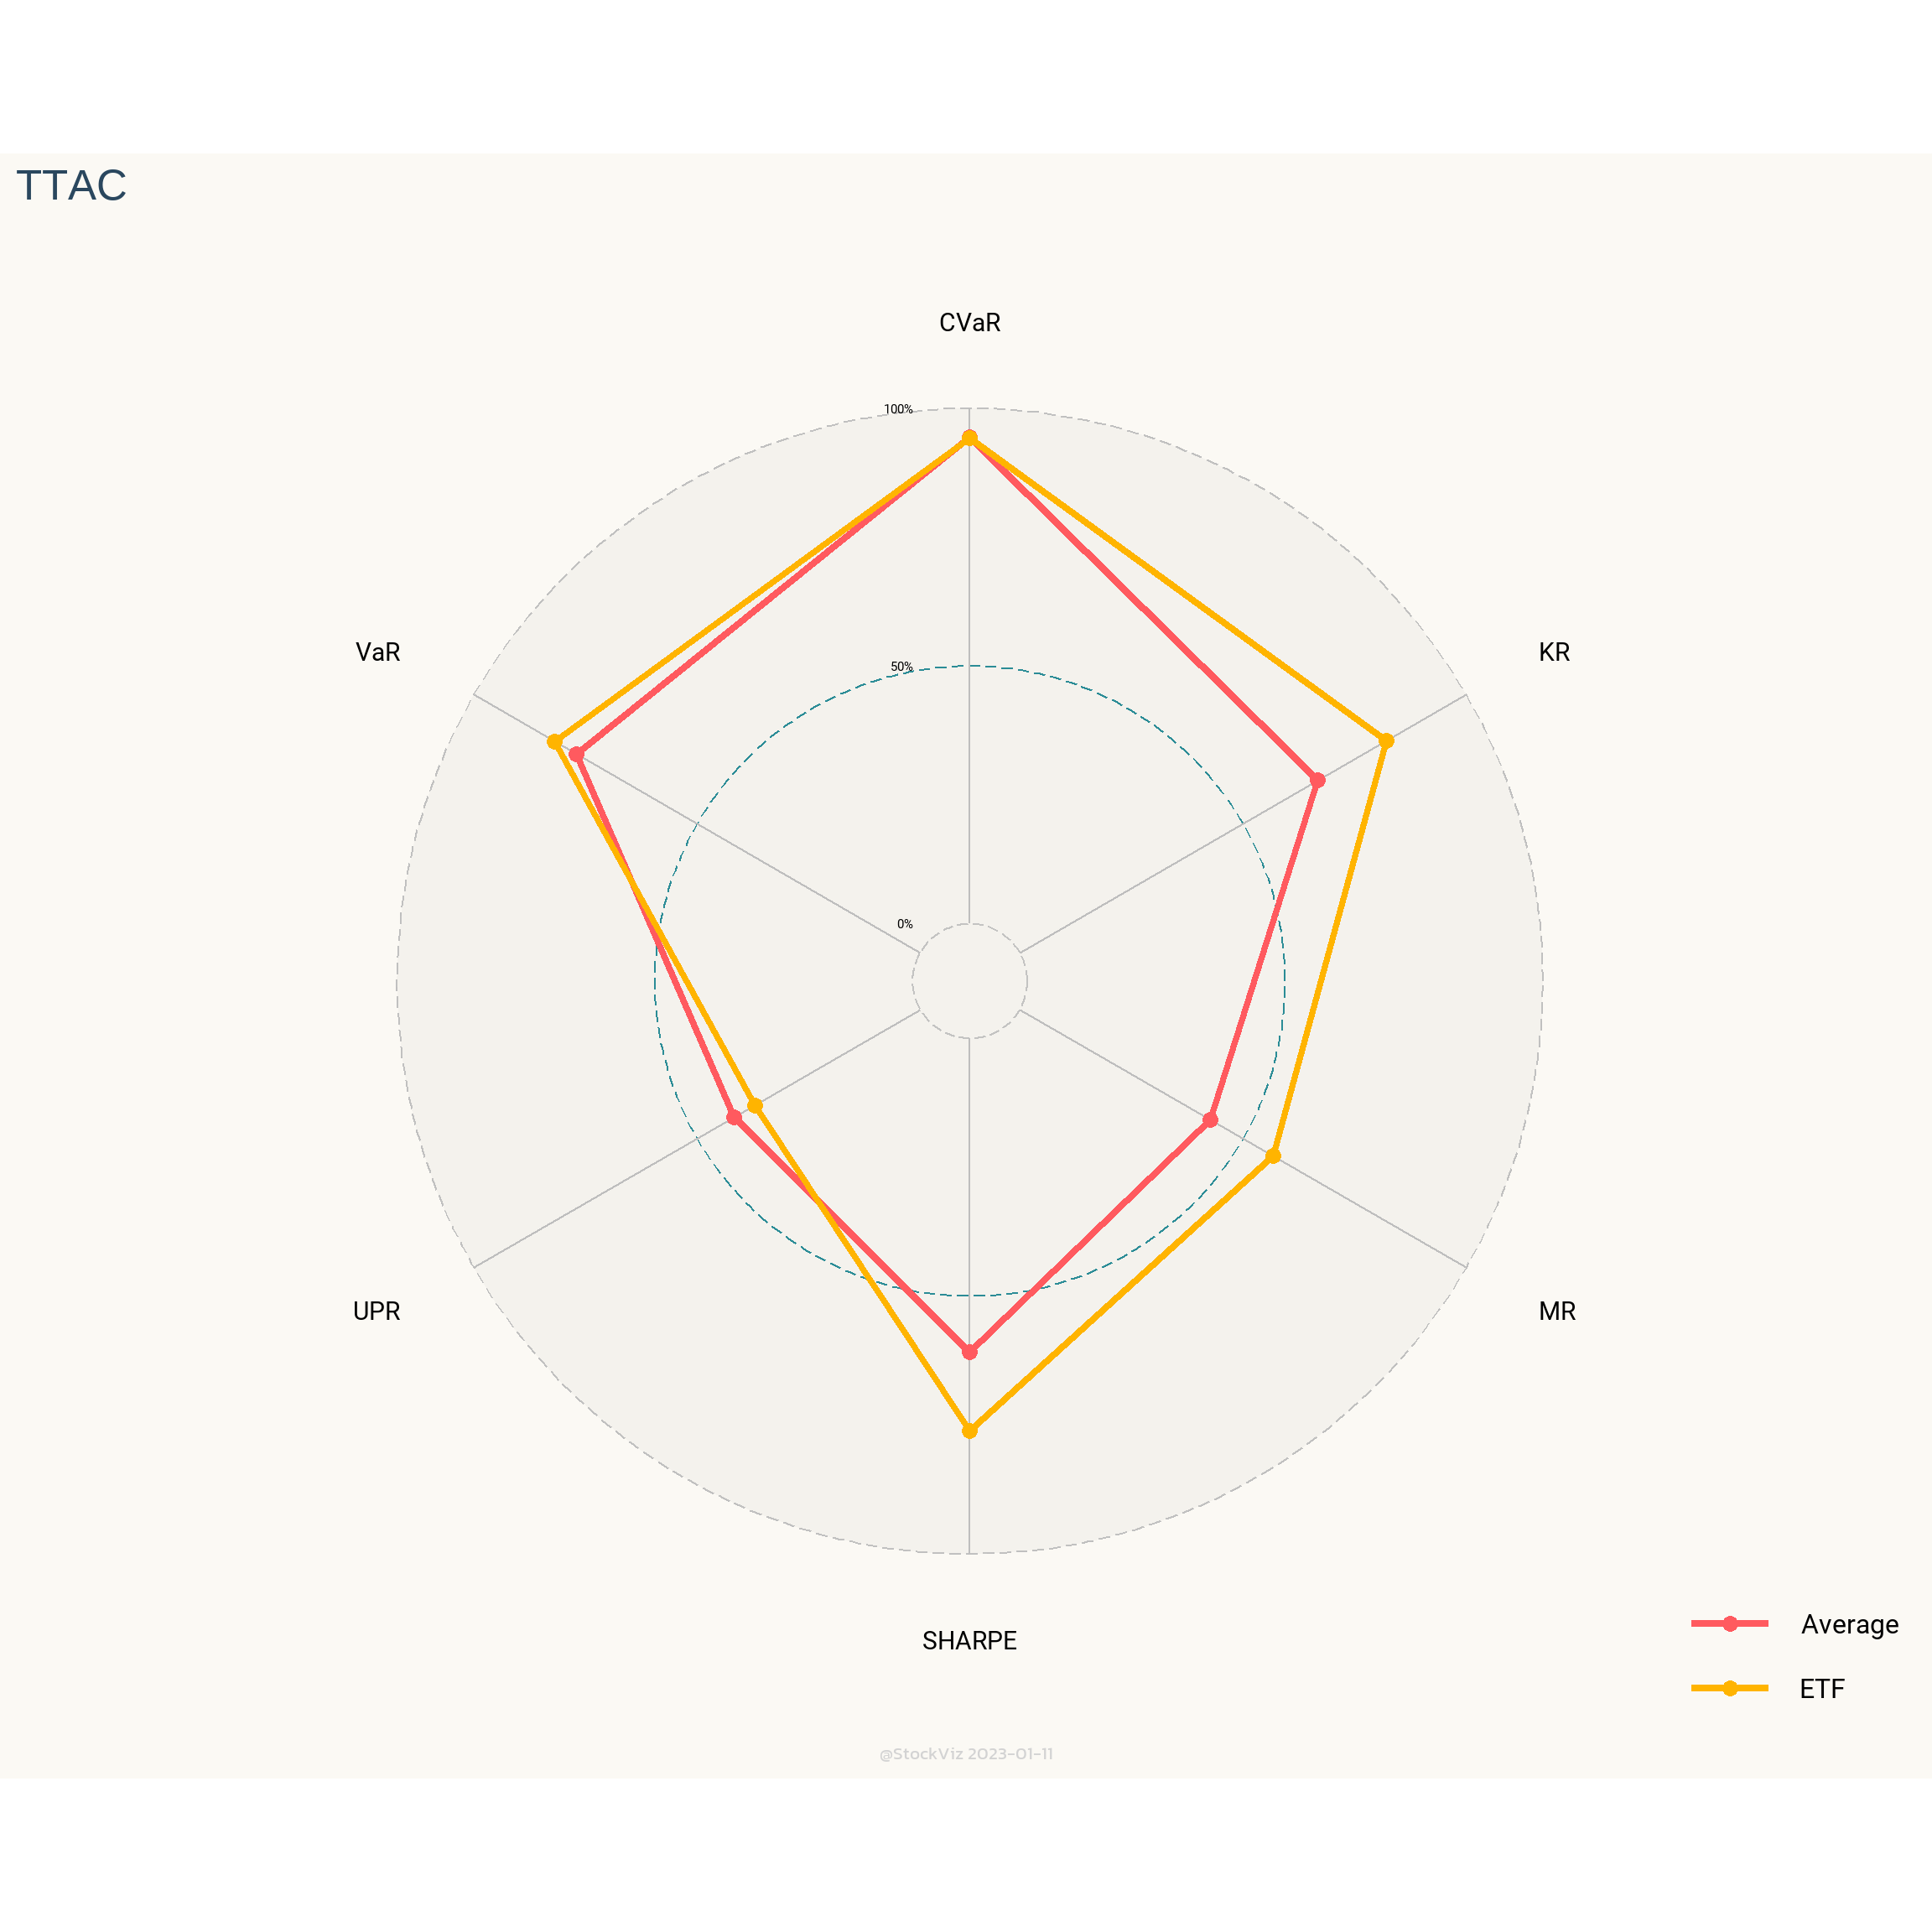 TTAC
CVaR
100%
VaR
KR
50%
0%
UPR
MR
SHARPE
Average
ETF
@StockViz 2023-01-11